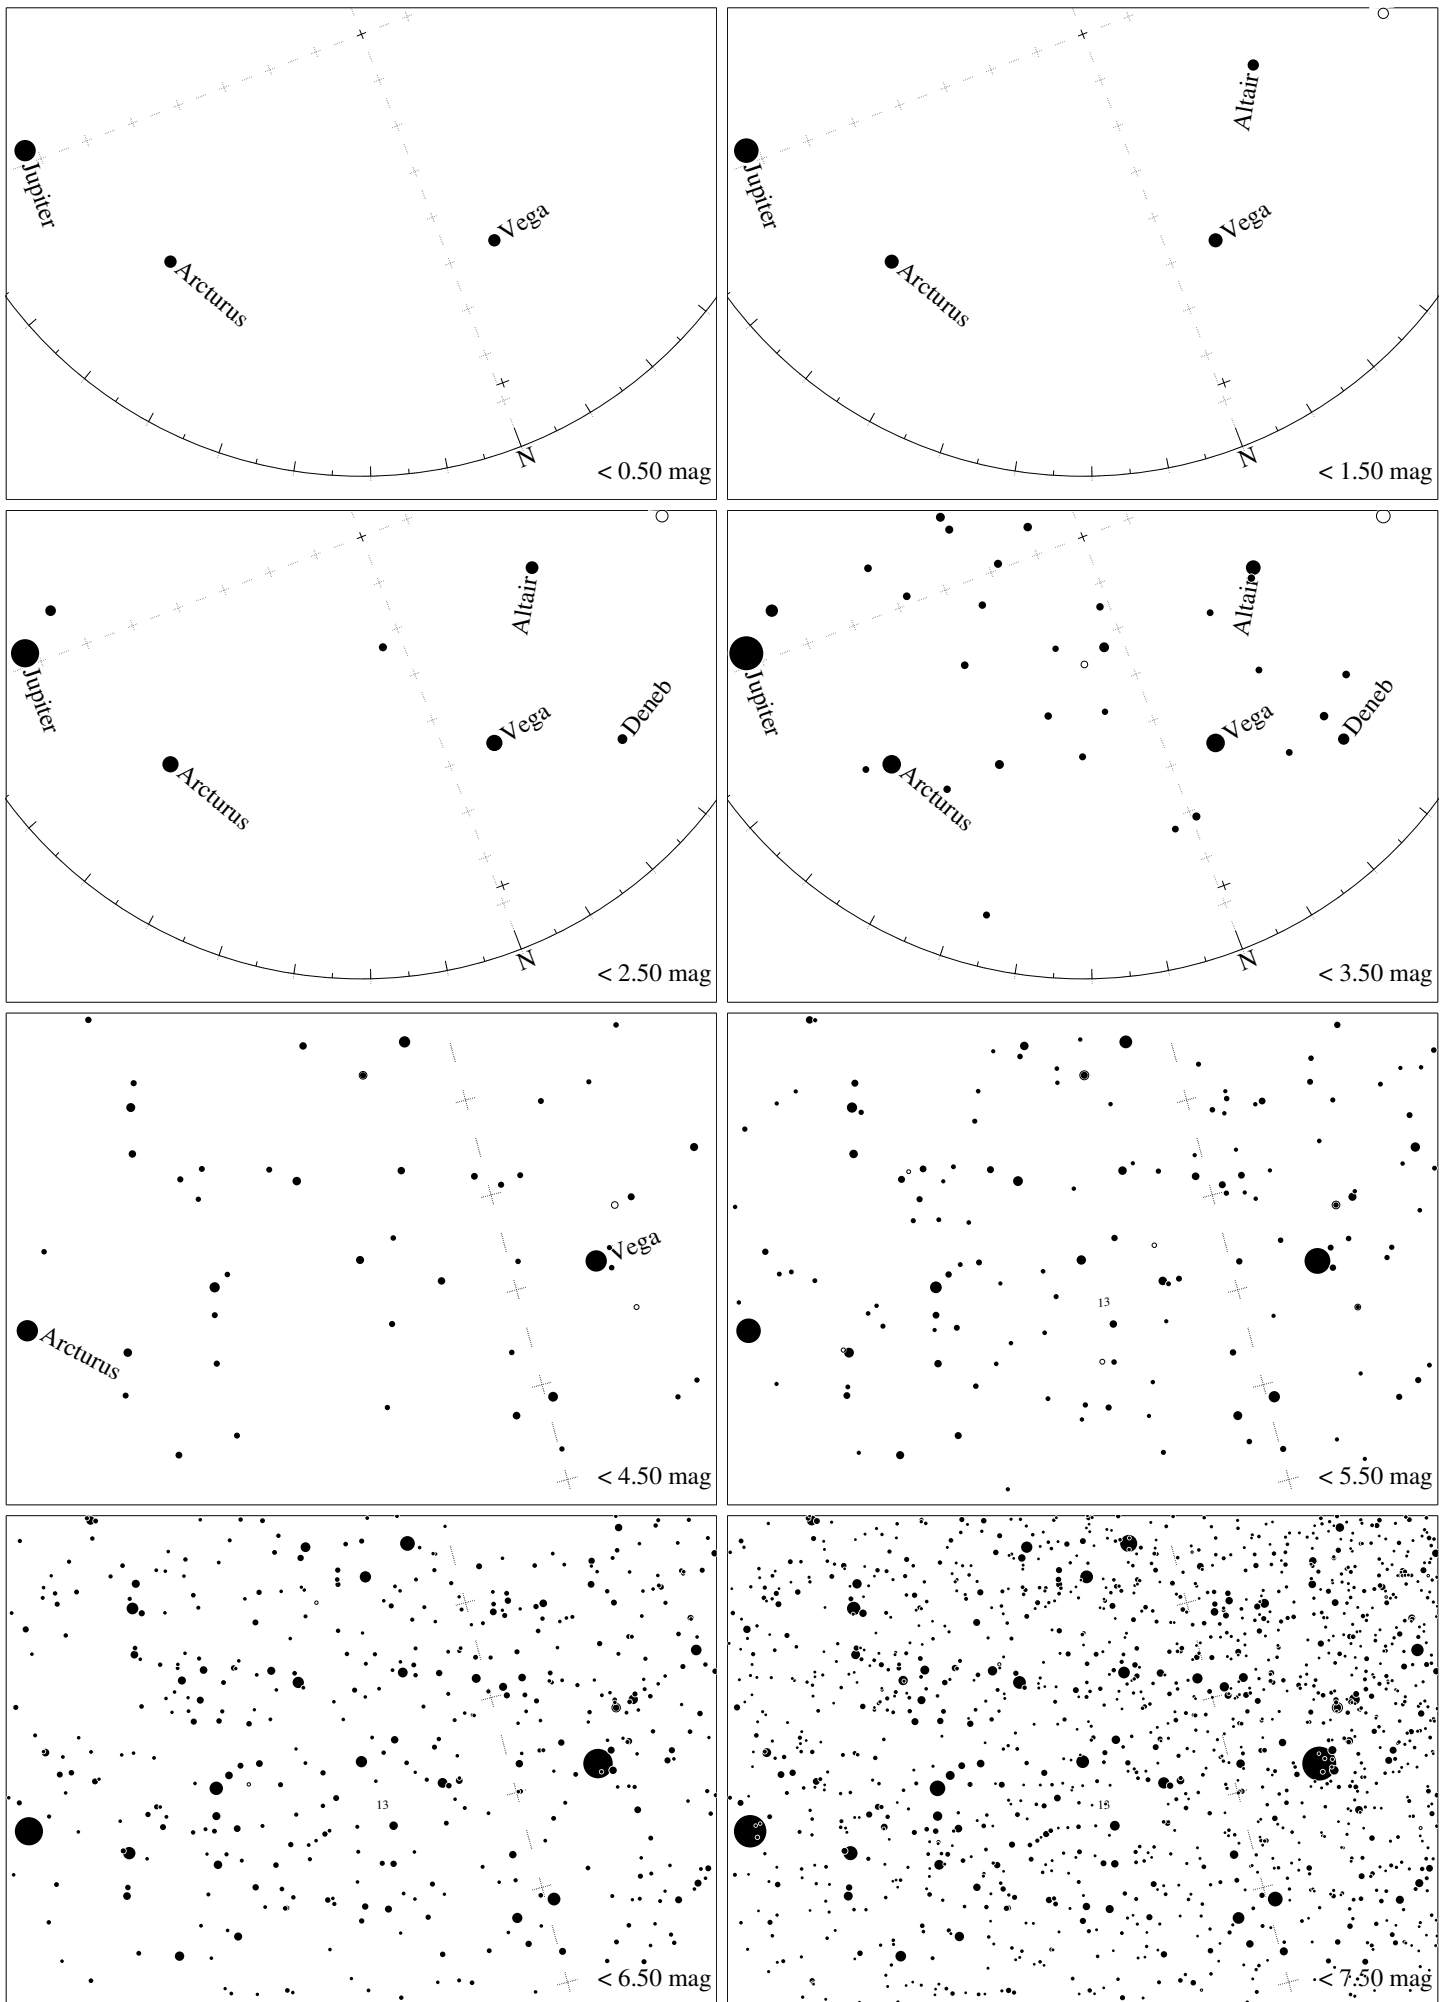 Jupiter
Vega
Arcturus
N
< 0.50 mag
Altair
Jupiter
Vega
Arcturus
N
< 1.50 mag
Altair
Jupiter
Deneb
Vega
Arcturus
N
< 2.50 mag
Altair
Jupiter
Deneb
Vega
Arcturus
N
< 3.50 mag
Vega
Arcturus
< 4.50 mag
13
< 5.50 mag
13
< 6.50 mag
13
< 7.50 mag